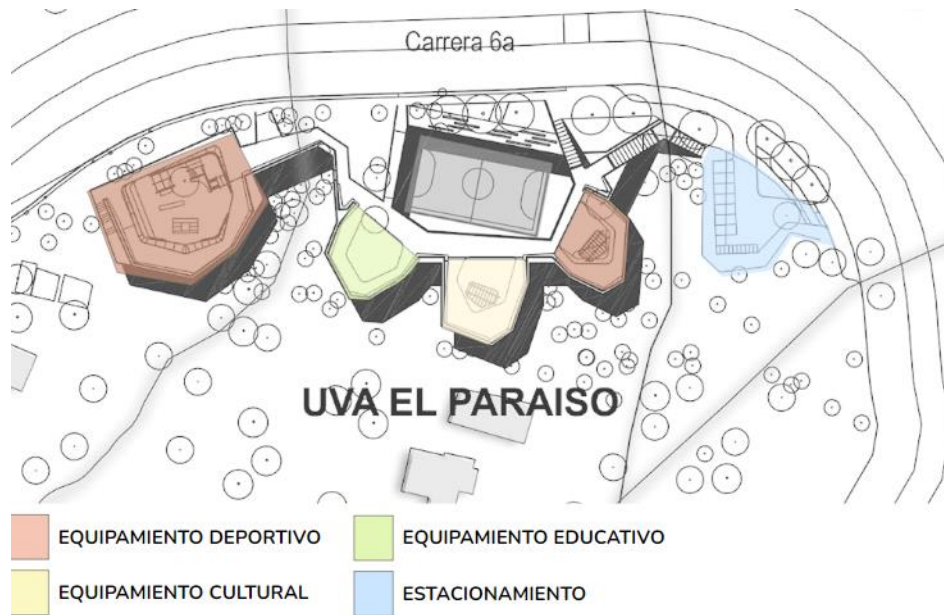 Carrera 6a
UVA EL PARAISO
EQUIPAMIENTO DEPORTIVO
EQUIPAMIENTO EDUCATIVO
EQUIPAMIENTO CULTURAL
ESTACIONAMIENTO